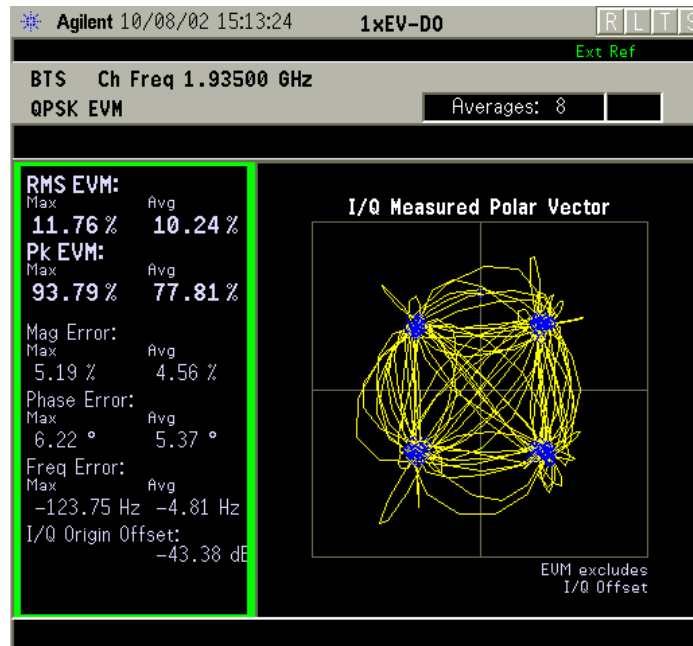 Agilent 10/08/02 15:13:24 1xEV-DO R L T S
Ext Ref
BTS Ch Freq 1.93500 GHz
QPSK EVM Averages: 8
RMS EVM:
Max Avg
11.76 % 10.24 %
Pk EVM:
Max Avg
93.79 % 77.81 %
Mag Error:
Max Avg
5.19 % 4.56 %
Phase Error:
Max Avg
6.22 ° 5.37 °
Freq Error:
Max Avg
-123.75 Hz -4.81 Hz
I/Q Origin Offset:
-43.38 dB
I/Q Measured Polar Vector
EVM excludes
I/Q Offset